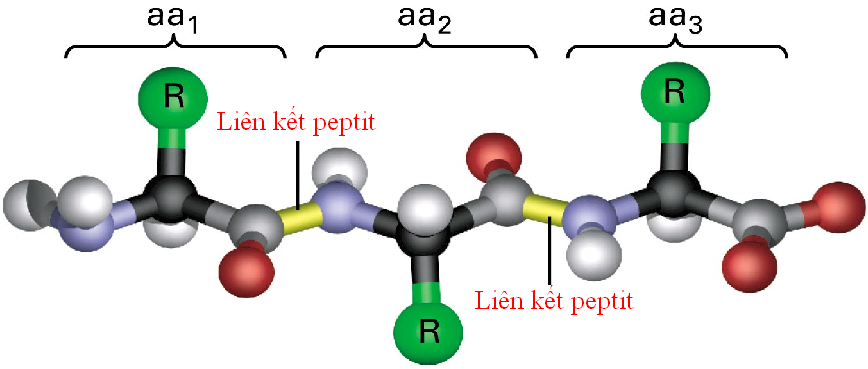 aa1 aa2 aa3
R R
Liên kết peptit
Liên kết peptit
R